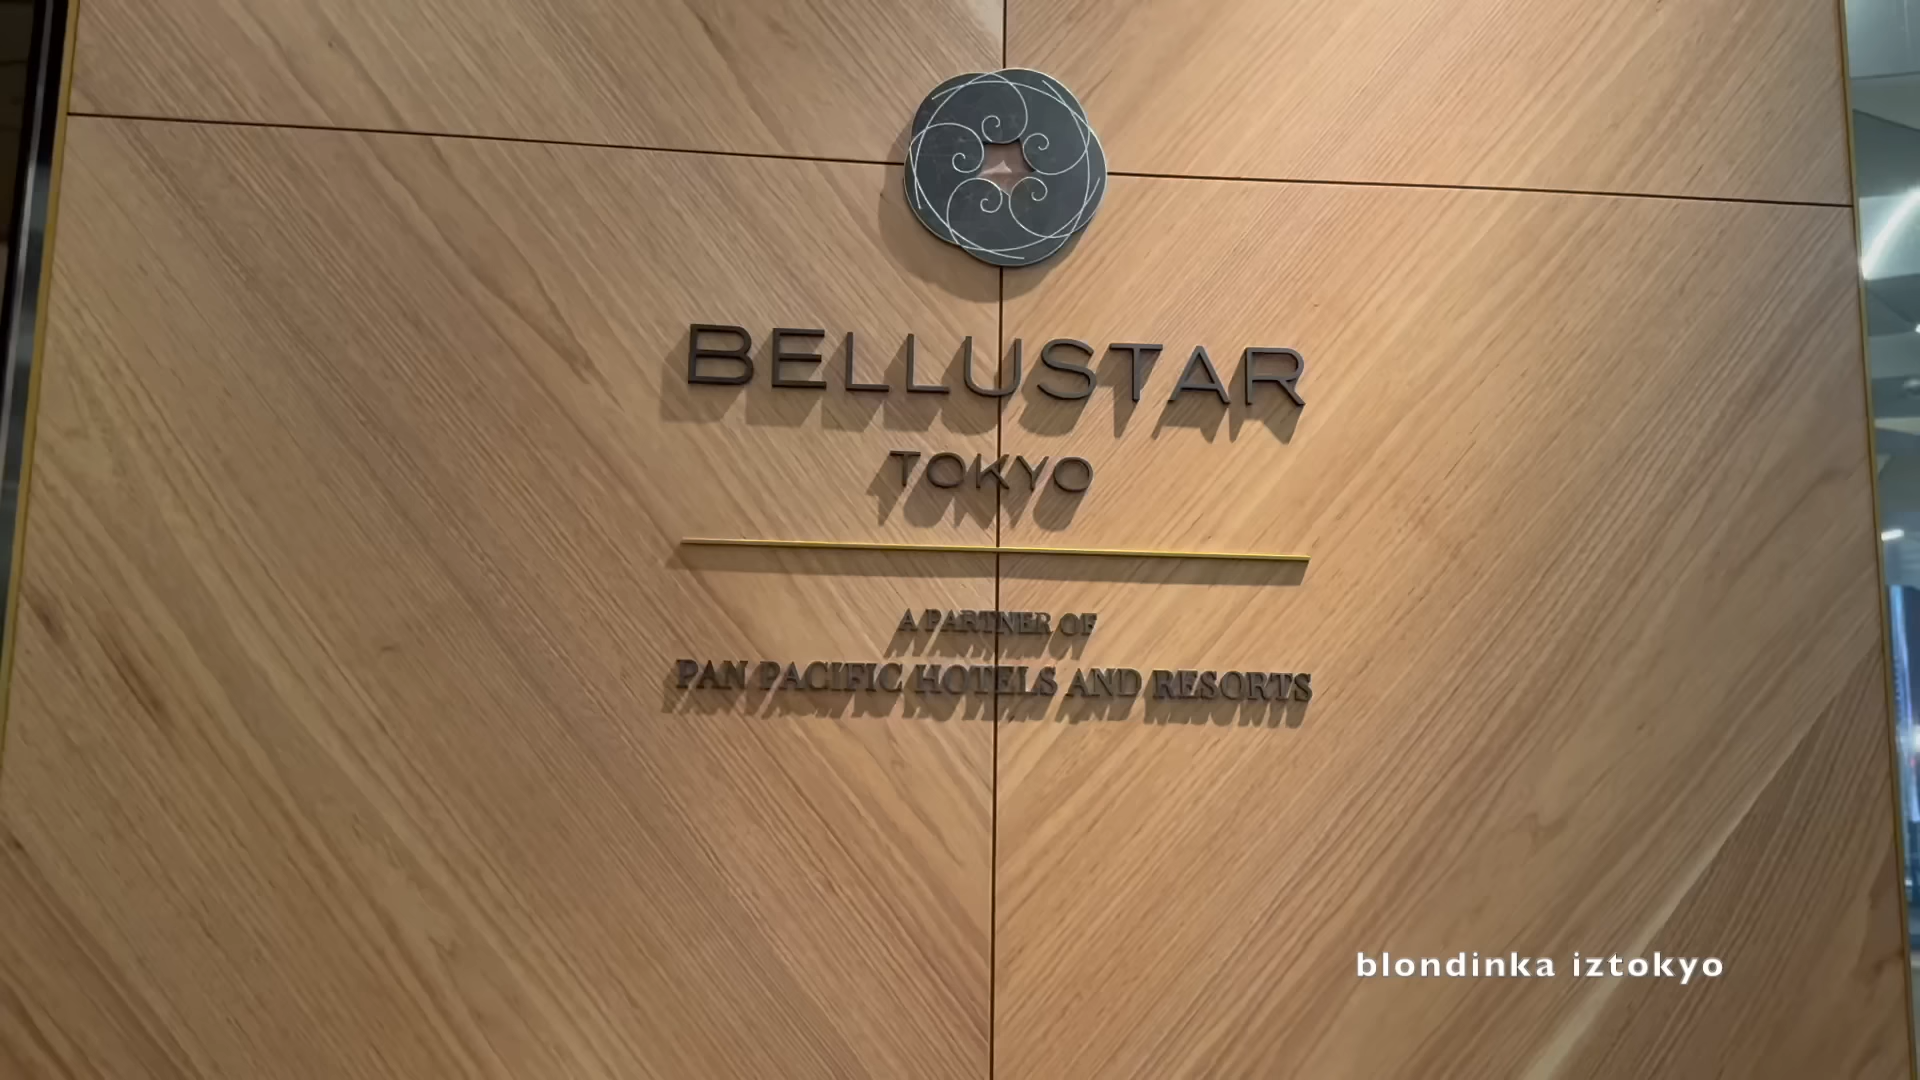 BELLUSTAR
TOKYO
A PARTNER OF
PAN PACIFIC HOTELS AND RESORTS
blondinka iztokyo